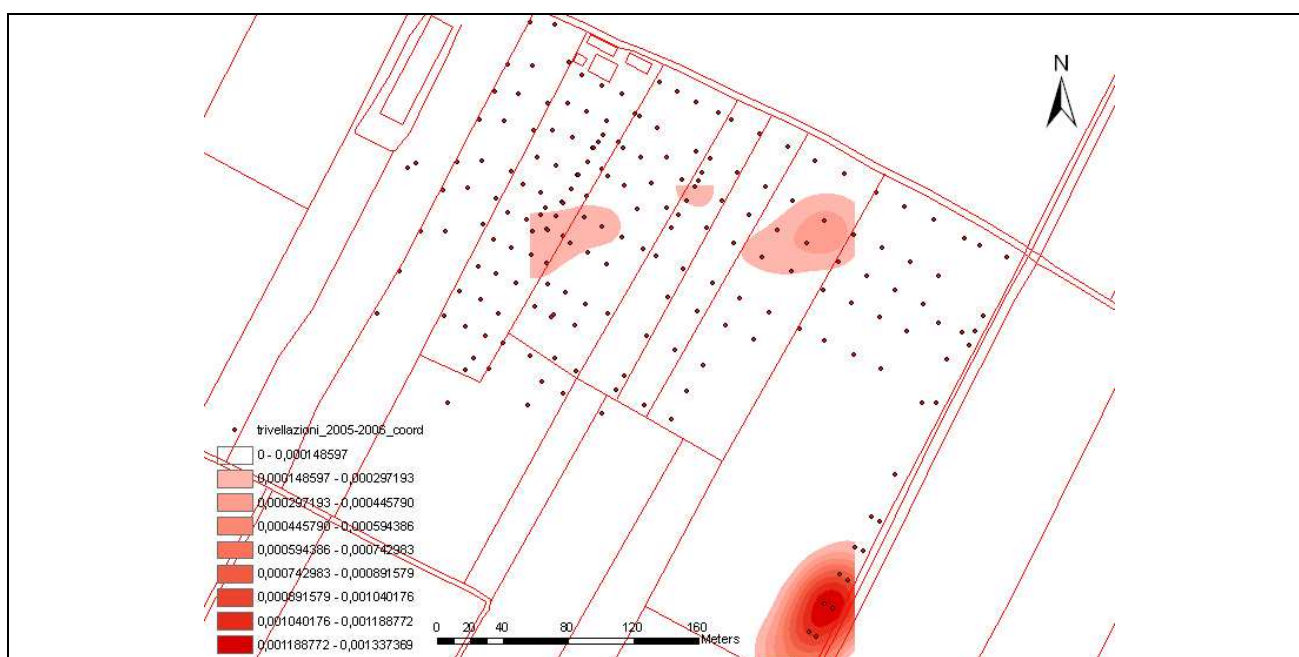 N
trivellazioni_2005-2006_coord
0 - 0,000148597
0,000148597 - 0,000297193
0,000297193 - 0,000445790
0,000445790 - 0,000594386
0,000594386 - 0,000742983
0,000742983 - 0,000891579
0,000891579 - 0,001040176
0,001040176 - 0,001188772
0,001188772 - 0,001337369
0 20 40 80 120 160
Meters